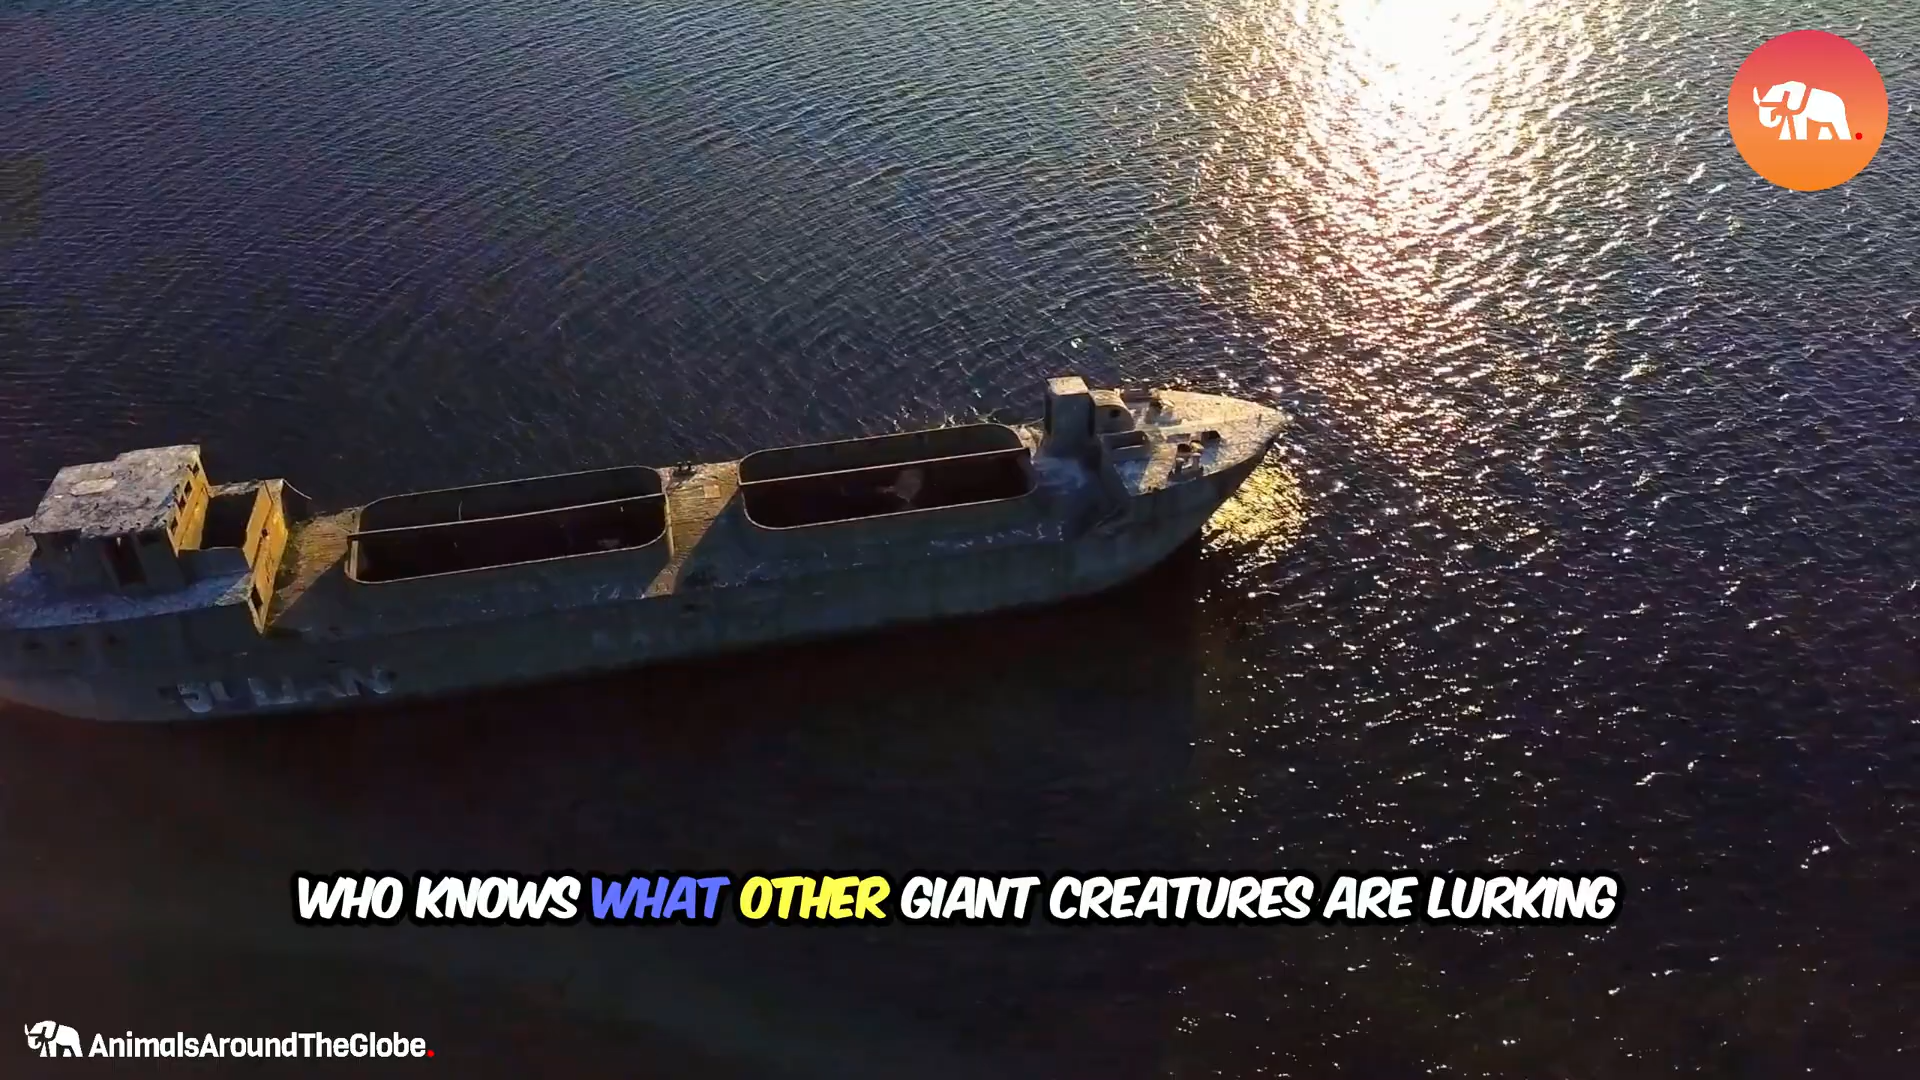 WHO KNOWS WHAT OTHER GIANT CREATURES ARE LURKING
AnimalsAroundTheGlobe.